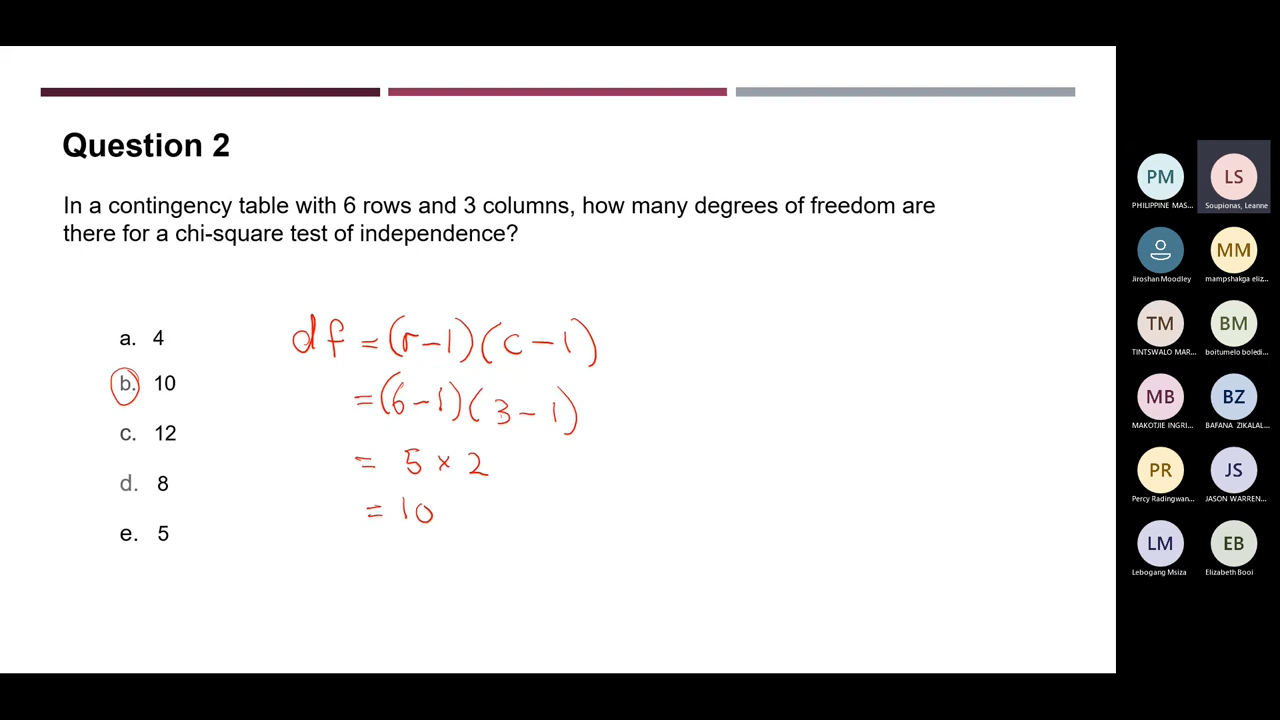 Question 2
In a contingency table with 6 rows and 3 columns, how many degrees of freedom are
there for a chi-square test of independence?
a. 4
b. 10
c. 12
d. 8
e. 5
df = (r-1)(c-1)
= (6-1)(3-1)
= 5 × 2
= 10
PM
PHILIPPINE MAS...
LS
Soupionas, Leanne
Jiroshan Moodley
MM
mampshakga eliz...
TM
TINTSWALO MAR...
BM
boitumelo boledi...
MB
MAKOTJIE INGRI...
BZ
BAFANA ZIKALAL...
PR
Percy Radingwan...
JS
JASON WARREN...
LM
Lebogang Msiza
EB
Elizabeth Booi